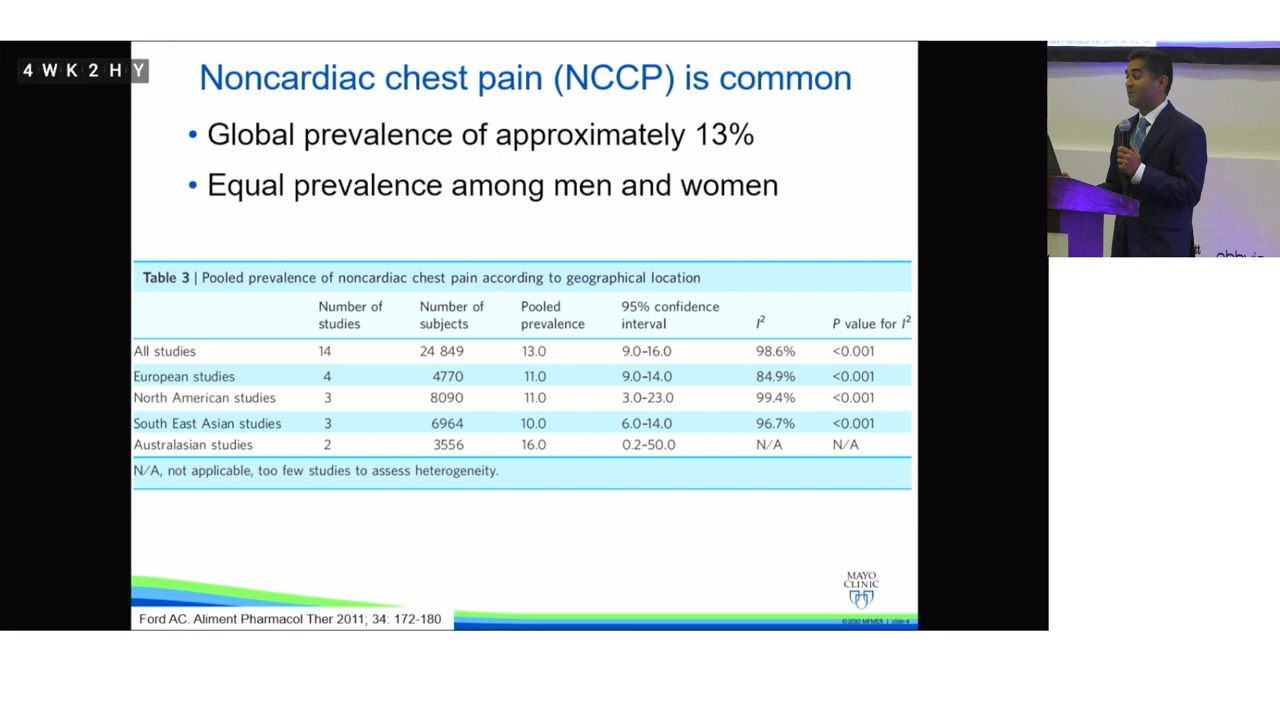 4 W K 2 H Y
Noncardiac chest pain (NCCP) is common
• Global prevalence of approximately 13%
• Equal prevalence among men and women
Table 3 | Pooled prevalence of noncardiac chest pain according to geographical location
Number of studies Number of subjects Pooled prevalence 95% confidence interval I² P value for I²
All studies 14 24 849 13.0 9.0–16.0 98.6% <0.001
European studies 4 4770 11.0 9.0–14.0 84.9% <0.001
North American studies 3 8090 11.0 3.0–23.0 99.4% <0.001
South East Asian studies 3 6964 10.0 6.0–14.0 96.7% <0.001
Australasian studies 2 3556 16.0 0.2–50.0 N/A N/A
N/A, not applicable, too few studies to assess heterogeneity.
MAYO
CLINIC
Ford AC. Aliment Pharmacol Ther 2011; 34: 172-180